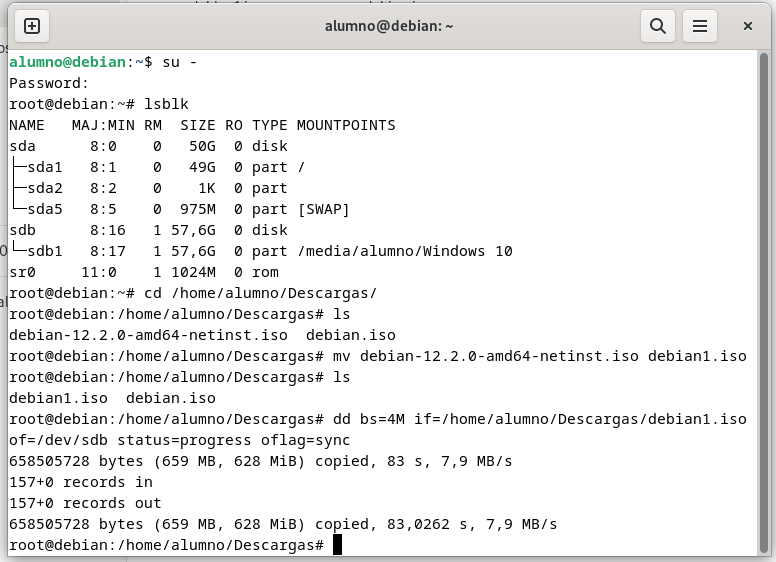 alumno@debian: ~
alumno@debian:~$ su -
Password:
root@debian:~# lsblk
NAME   MAJ:MIN RM  SIZE RO TYPE MOUNTPOINTS
sda      8:0    0   50G  0 disk
├─sda1   8:1    0   49G  0 part /
├─sda2   8:2    0    1K  0 part
└─sda5   8:5    0  975M  0 part [SWAP]
sdb      8:16   1 57,6G  0 disk
└─sdb1   8:17   1 57,6G  0 part /media/alumno/Windows 10
sr0     11:0    1 1024M  0 rom
root@debian:~# cd /home/alumno/Descargas/
root@debian:/home/alumno/Descargas# ls
debian-12.2.0-amd64-netinst.iso  debian.iso
root@debian:/home/alumno/Descargas# mv debian-12.2.0-amd64-netinst.iso debian1.iso
root@debian:/home/alumno/Descargas# ls
debian1.iso  debian.iso
root@debian:/home/alumno/Descargas# dd bs=4M if=/home/alumno/Descargas/debian1.iso
of=/dev/sdb status=progress oflag=sync
658505728 bytes (659 MB, 628 MiB) copied, 83 s, 7,9 MB/s
157+0 records in
157+0 records out
658505728 bytes (659 MB, 628 MiB) copied, 83,0262 s, 7,9 MB/s
root@debian:/home/alumno/Descargas#